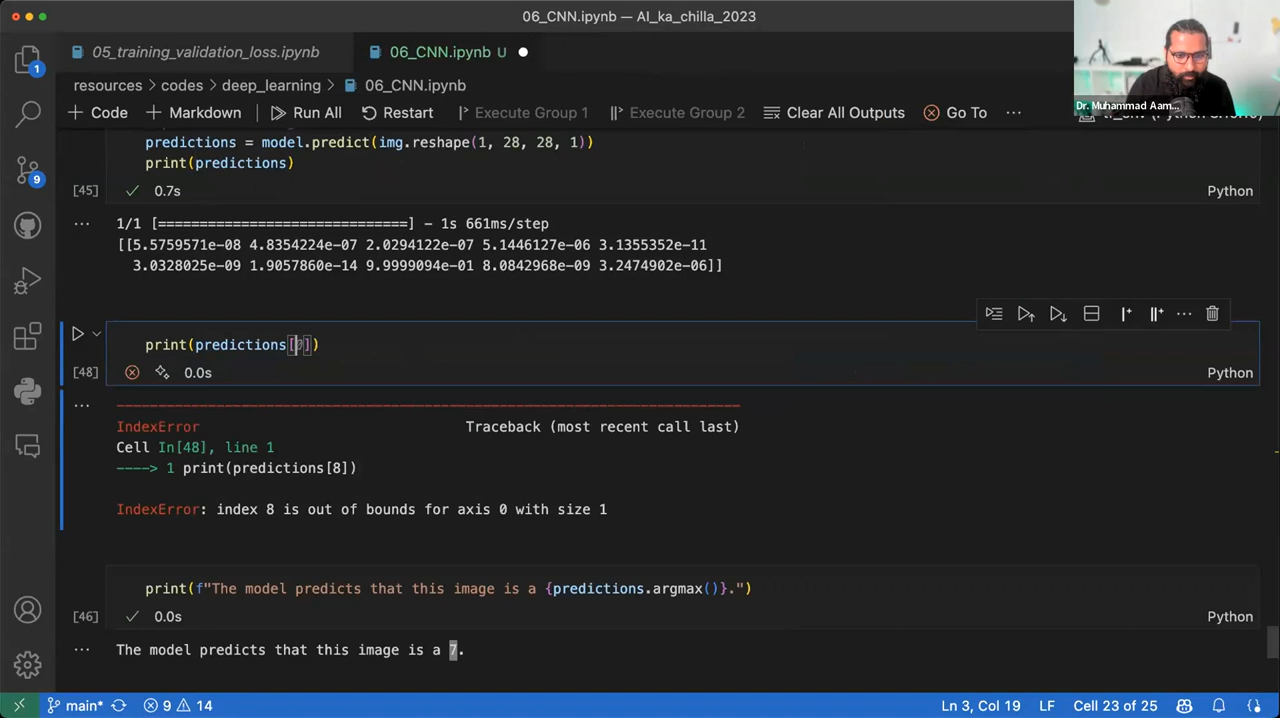 06_CNN.ipynb — AI_ka_chilla_2023
05_training_validation_loss.ipynb
06_CNN.ipynb U
resources > codes > deep_learning > 06_CNN.ipynb
Code Markdown Run All Restart Execute Group 1 Execute Group 2 Clear All Outputs Go To ...
Dr. Muhammad Aam...
predictions = model.predict(img.reshape(1, 28, 28, 1))
print(predictions)
[45] 0.7s Python
1/1 [==============================] - 1s 661ms/step
[[5.5759571e-08 4.8354224e-07 2.0294122e-07 5.1446127e-06 3.1355352e-11
3.0328025e-09 1.9057860e-14 9.9999094e-01 8.0842968e-09 3.2474902e-06]]
print(predictions[])
[48] 0.0s Python
IndexError Traceback (most recent call last)
Cell In[48], line 1
----> 1 print(predictions[8])
IndexError: index 8 is out of bounds for axis 0 with size 1
print(f"The model predicts that this image is a {predictions.argmax()}.")
[46] 0.0s Python
The model predicts that this image is a 7.
1
9
main* 9 14 Ln 3, Col 19 LF Cell 23 of 25